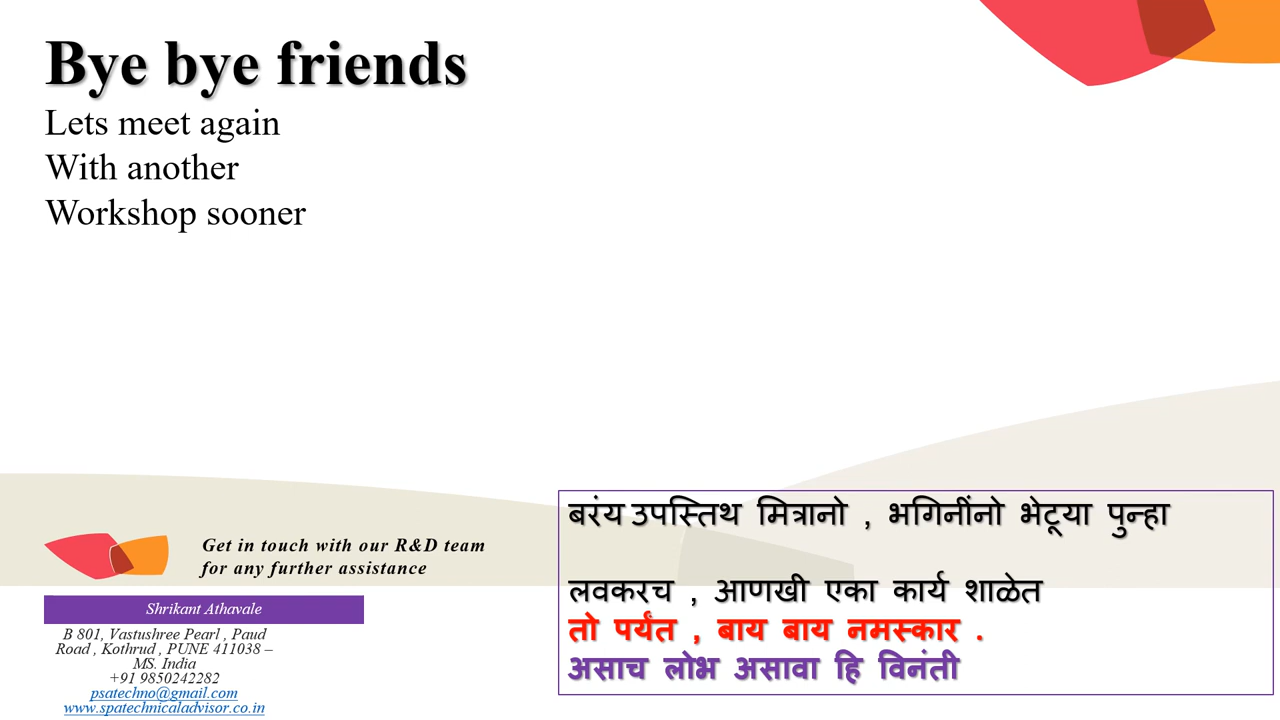 Bye bye friends
Lets meet again
With another
Workshop sooner
Get in touch with our R&D team
for any further assistance
Shrikant Athavale
B 801, Vastushree Pearl , Paud
Road , Kothrud , PUNE 411038 –
MS. India
+91 9850242282
psatechno@gmail.com
www.spatechnicaladvisor.co.in
बरंय उपस्तिथ मित्रानो , भगिनींनो भेटूया पुन्हा
लवकरच , आणखी एका कार्य शाळेत
तो पर्यंत , बाय बाय नमस्कार .
असाच लोभ असावा हि विनंती